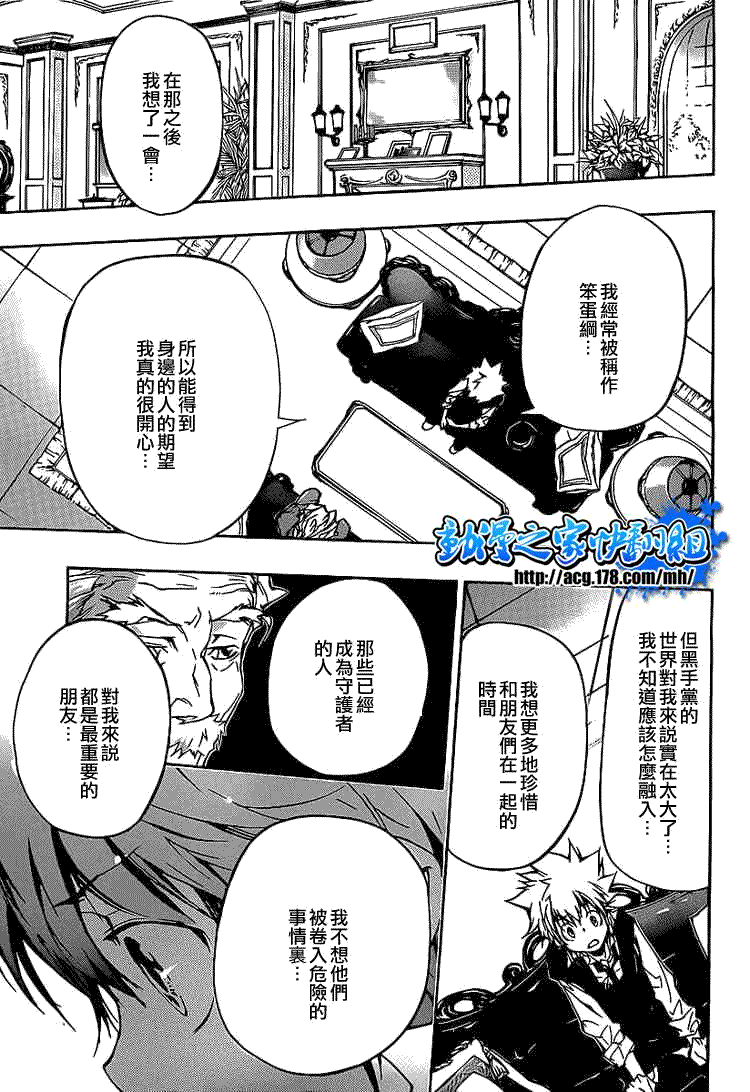 在那之後
我想了一會…
我經常被稱作
笨蛋綱…
所以能得到
身邊的人的期望
我真的很開心…
動漫之家快翻組
http://acg.178.com/mh/
但黑手黨的
世界對我來說實在太大了…
我不知道應該怎麼融入…
我想更多地珍惜
和朋友們在一起的
時間
那些已經
成為守護者
的人
對我來說
都是最重要的
朋友…
我不想他們
被卷入危險的
事情裏…